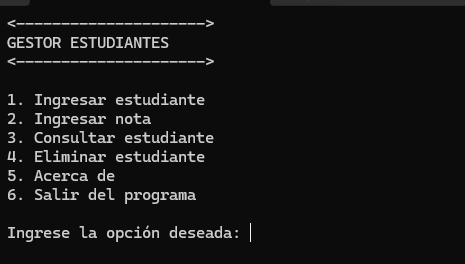 <--------------------->
GESTOR ESTUDIANTES
<--------------------->
1. Ingresar estudiante
2. Ingresar nota
3. Consultar estudiante
4. Eliminar estudiante
5. Acerca de
6. Salir del programa
Ingrese la opción deseada: